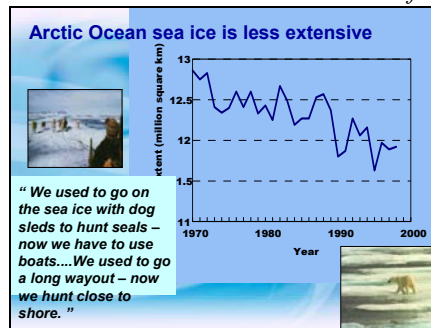 Arctic Ocean sea ice is less extensive
xtent (million square km)
13
12.5
12
1.5
11
1970
1980
1990
2000
Year
“ We used to go on
the sea ice with dog
sleds to hunt seals –
now we have to use
boats....We used to go
a long wayout – now
we hunt close to
shore. ”